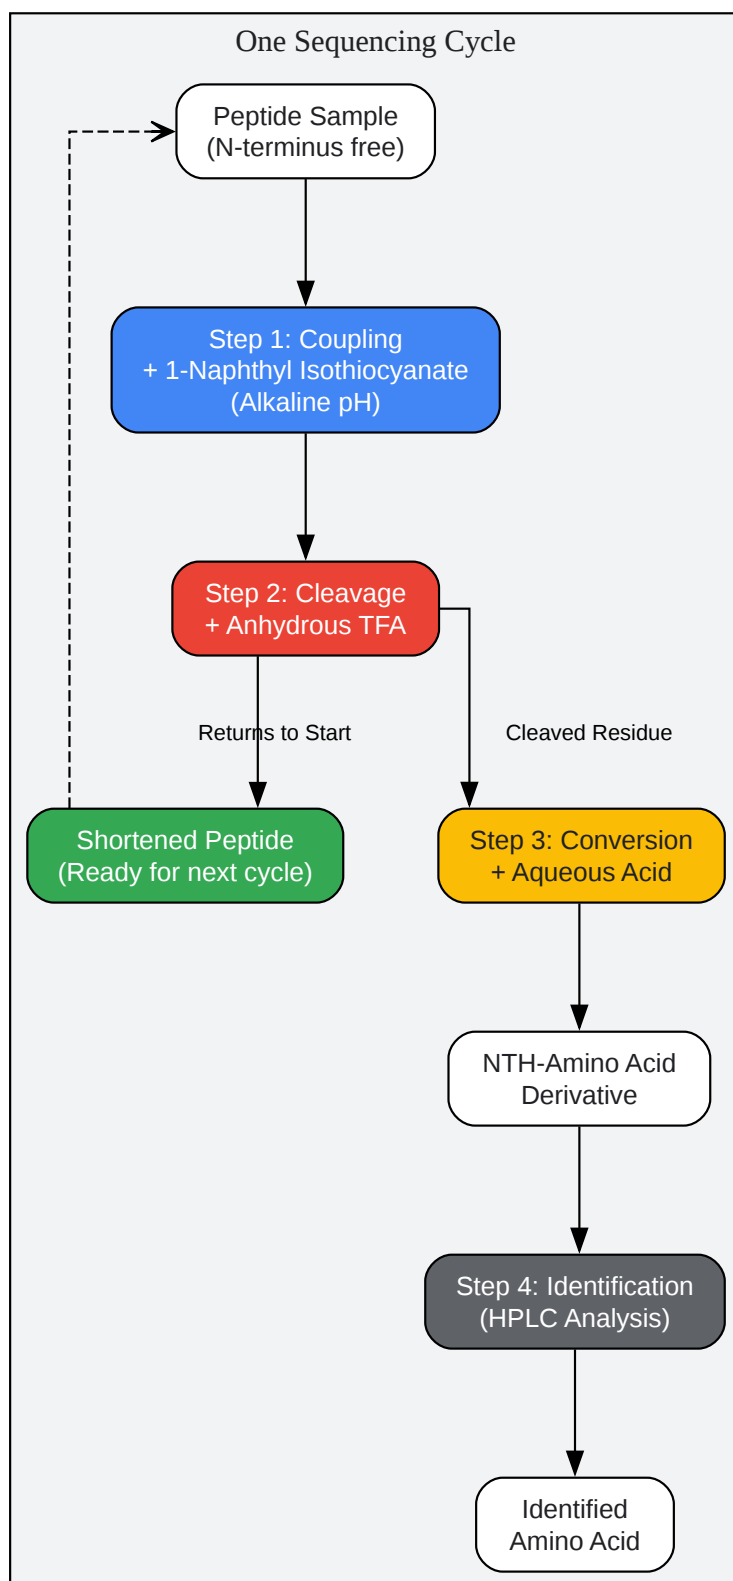 One Sequencing Cycle
Peptide Sample
(N-terminus free)
Step 1: Coupling
+ 1-Naphthyl Isothiocyanate
(Alkaline pH)
Step 2: Cleavage
+ Anhydrous TFA
Returns to Start
Cleaved Residue
Shortened Peptide
(Ready for next cycle)
Step 3: Conversion
+ Aqueous Acid
NTH-Amino Acid
Derivative
Step 4: Identification
(HPLC Analysis)
Identified
Amino Acid